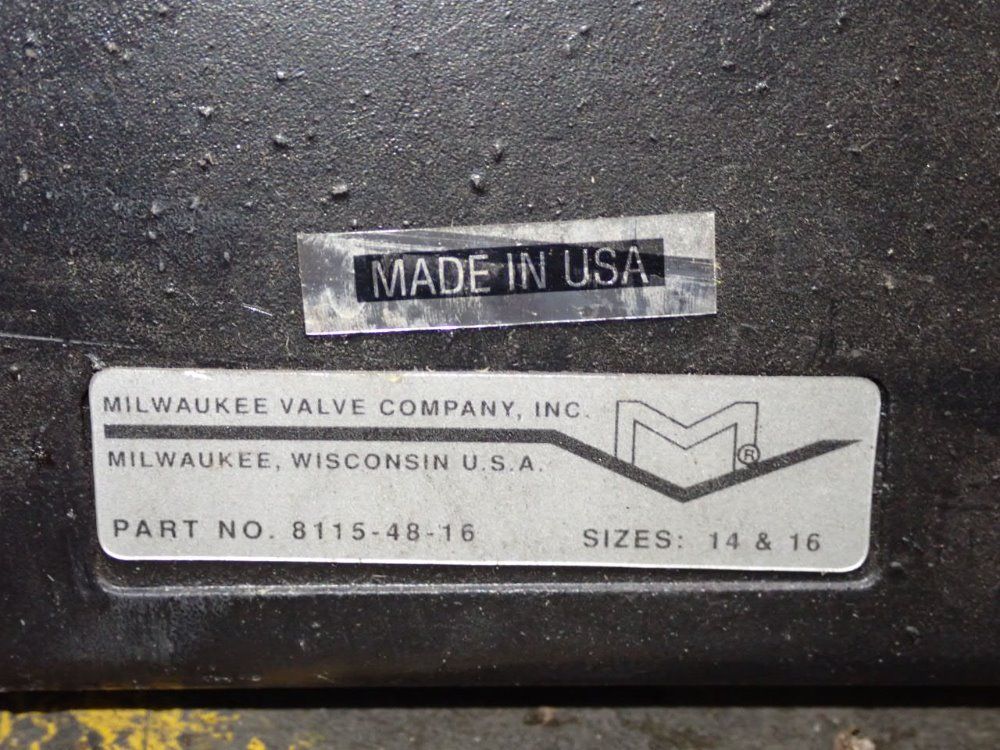 MADE IN USA
MILWAUKEE VALVE COMPANY, INC.
M ®
MILWAUKEE, WISCONSIN U.S.A.
PART NO. 8115-48-16 SIZES: 14 & 16